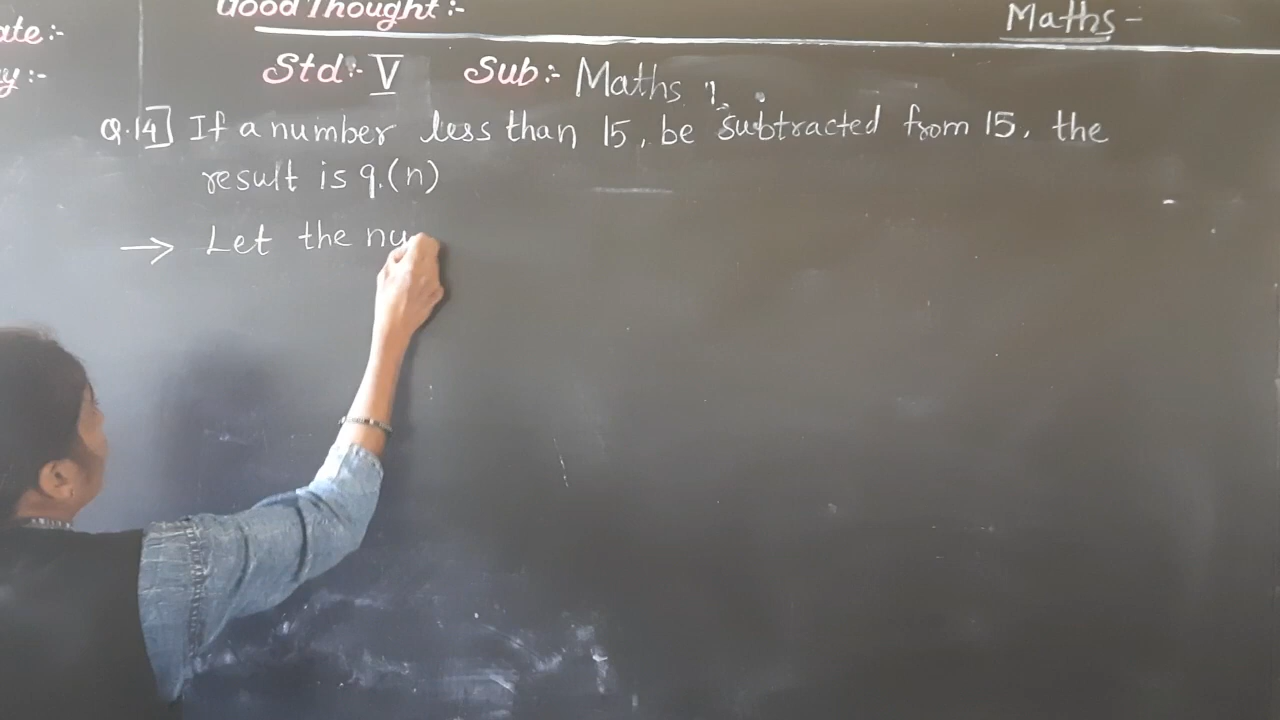 Good Thought :-
Maths -
ate:-
y:-
Std :- V Sub :- Maths
Q.14] If a number less than 15, be subtracted from 15, the
result is 9.(n)
→ Let the nu